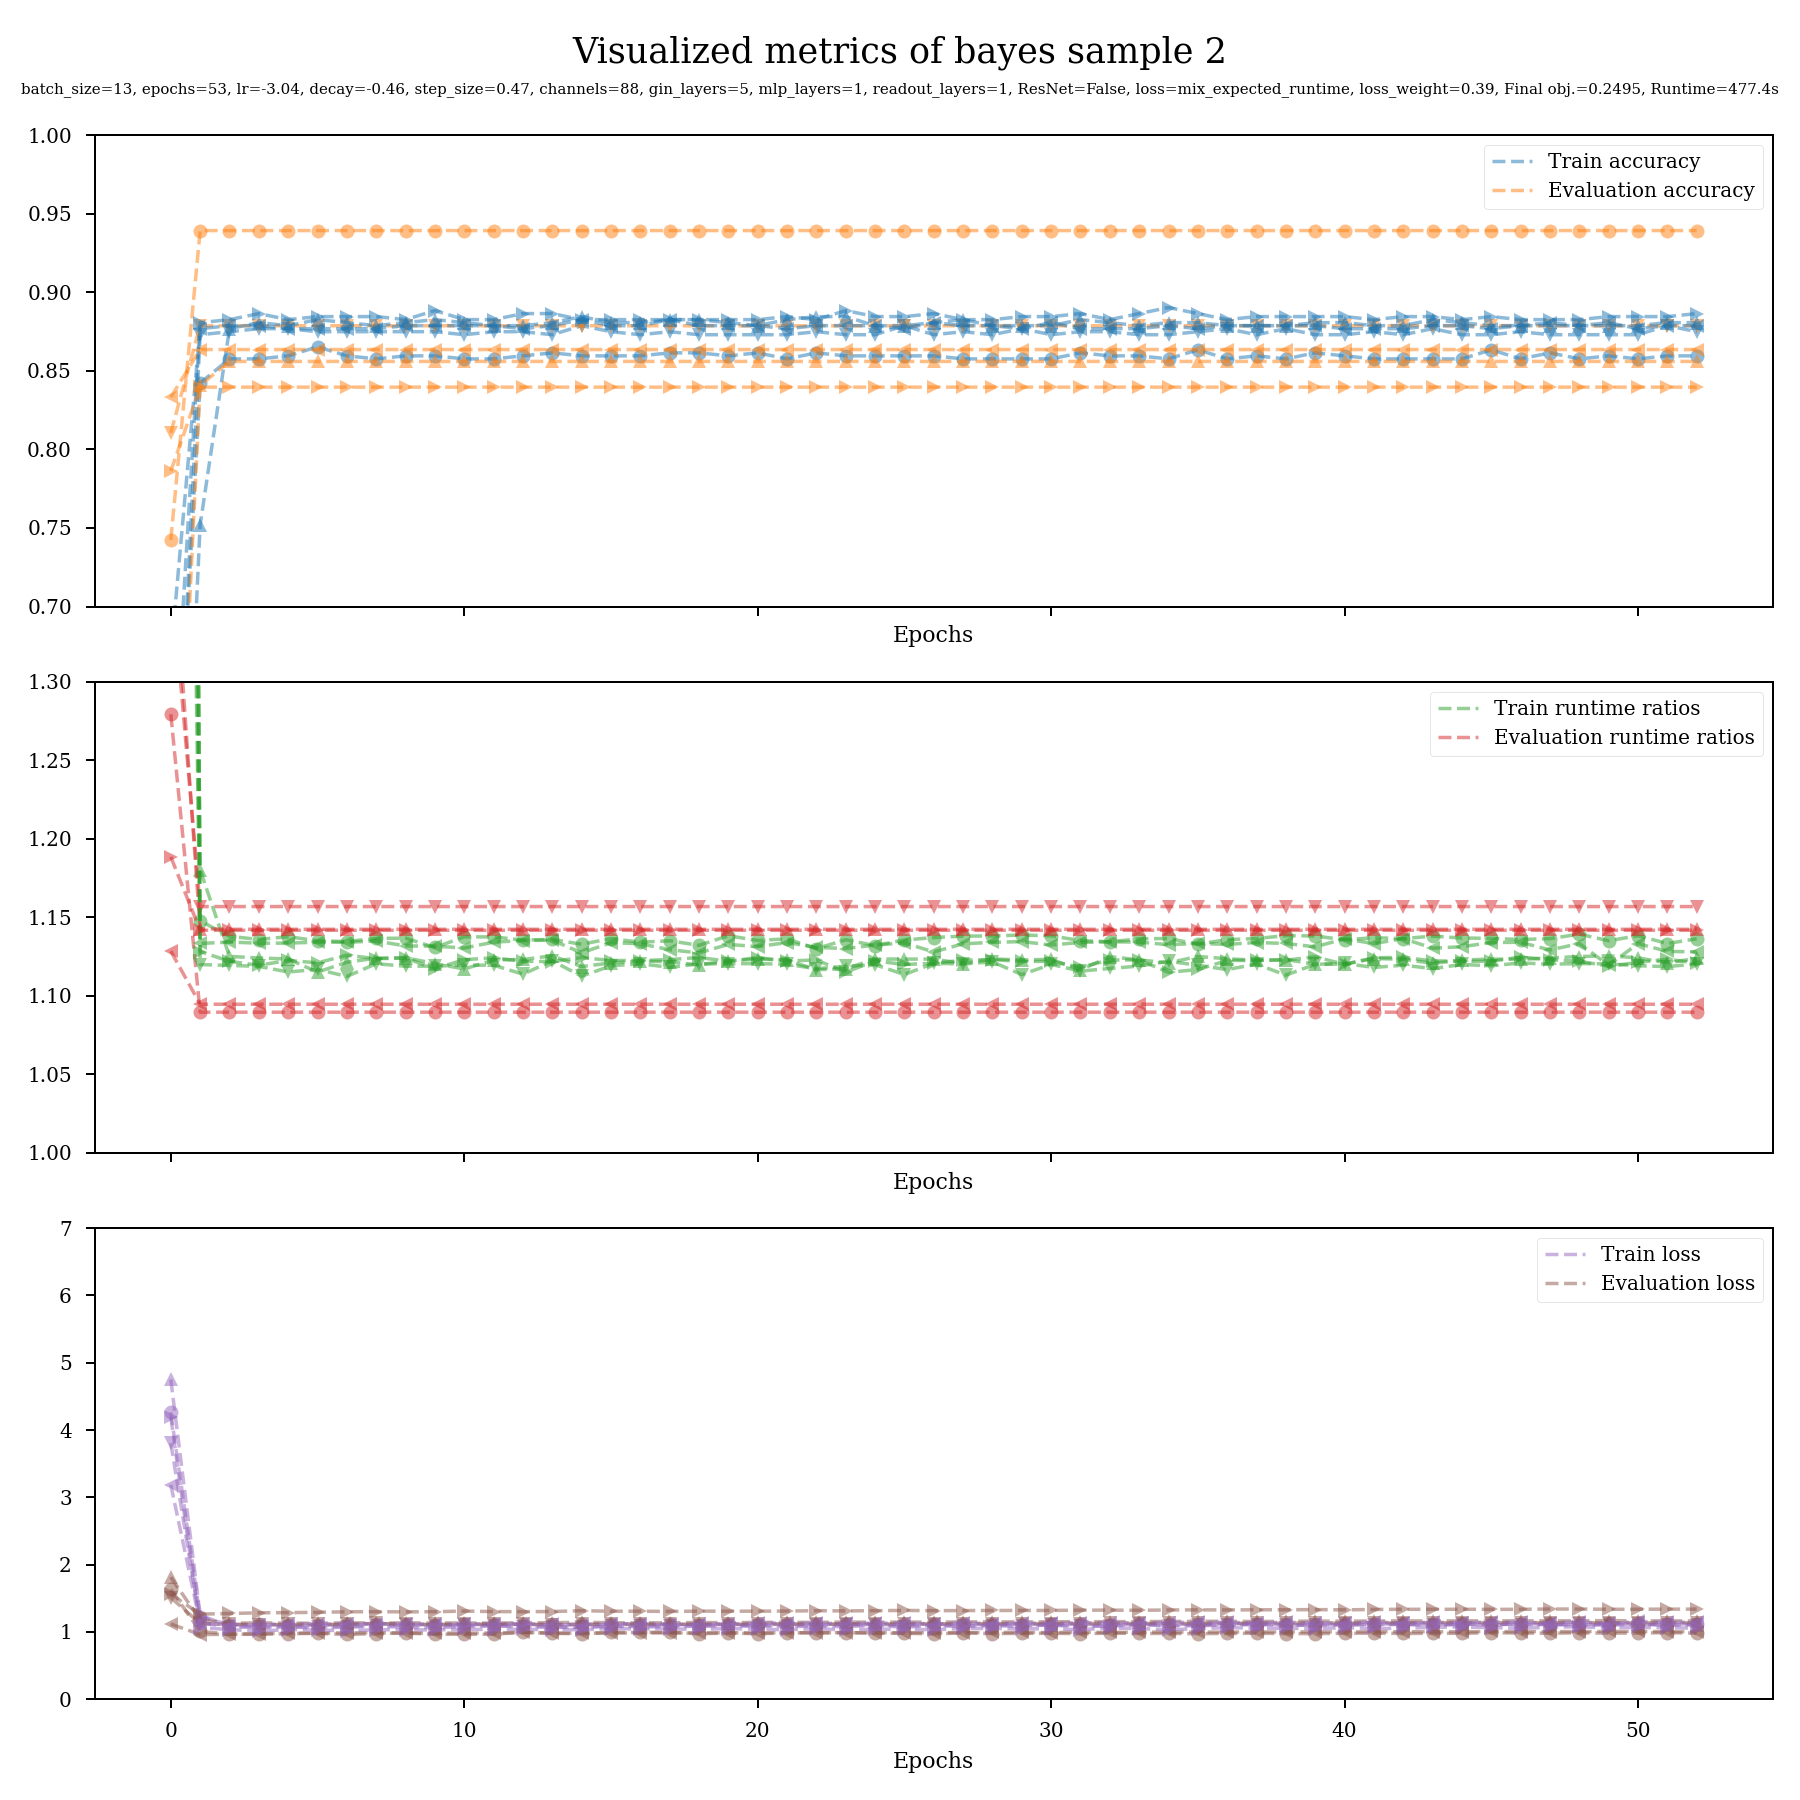 Visualized metrics of bayes sample 2
batch_size=13, epochs=53, lr=-3.04, decay=-0.46, step_size=0.47, channels=88, gin_layers=5, mlp_layers=1, readout_layers=1, ResNet=False, loss=mix_expected_runtime, loss_weight=0.39, Final obj.=0.2495, Runtime=477.4s
1.00
0.95
0.90
0.85
0.80
0.75
0.70
Train accuracy
Evaluation accuracy
Epochs
1.30
1.25
1.20
1.15
1.10
1.05
1.00
Train runtime ratios
Evaluation runtime ratios
Epochs
7
6
5
4
3
2
1
0
Train loss
Evaluation loss
0 10 20 30 40 50
Epochs